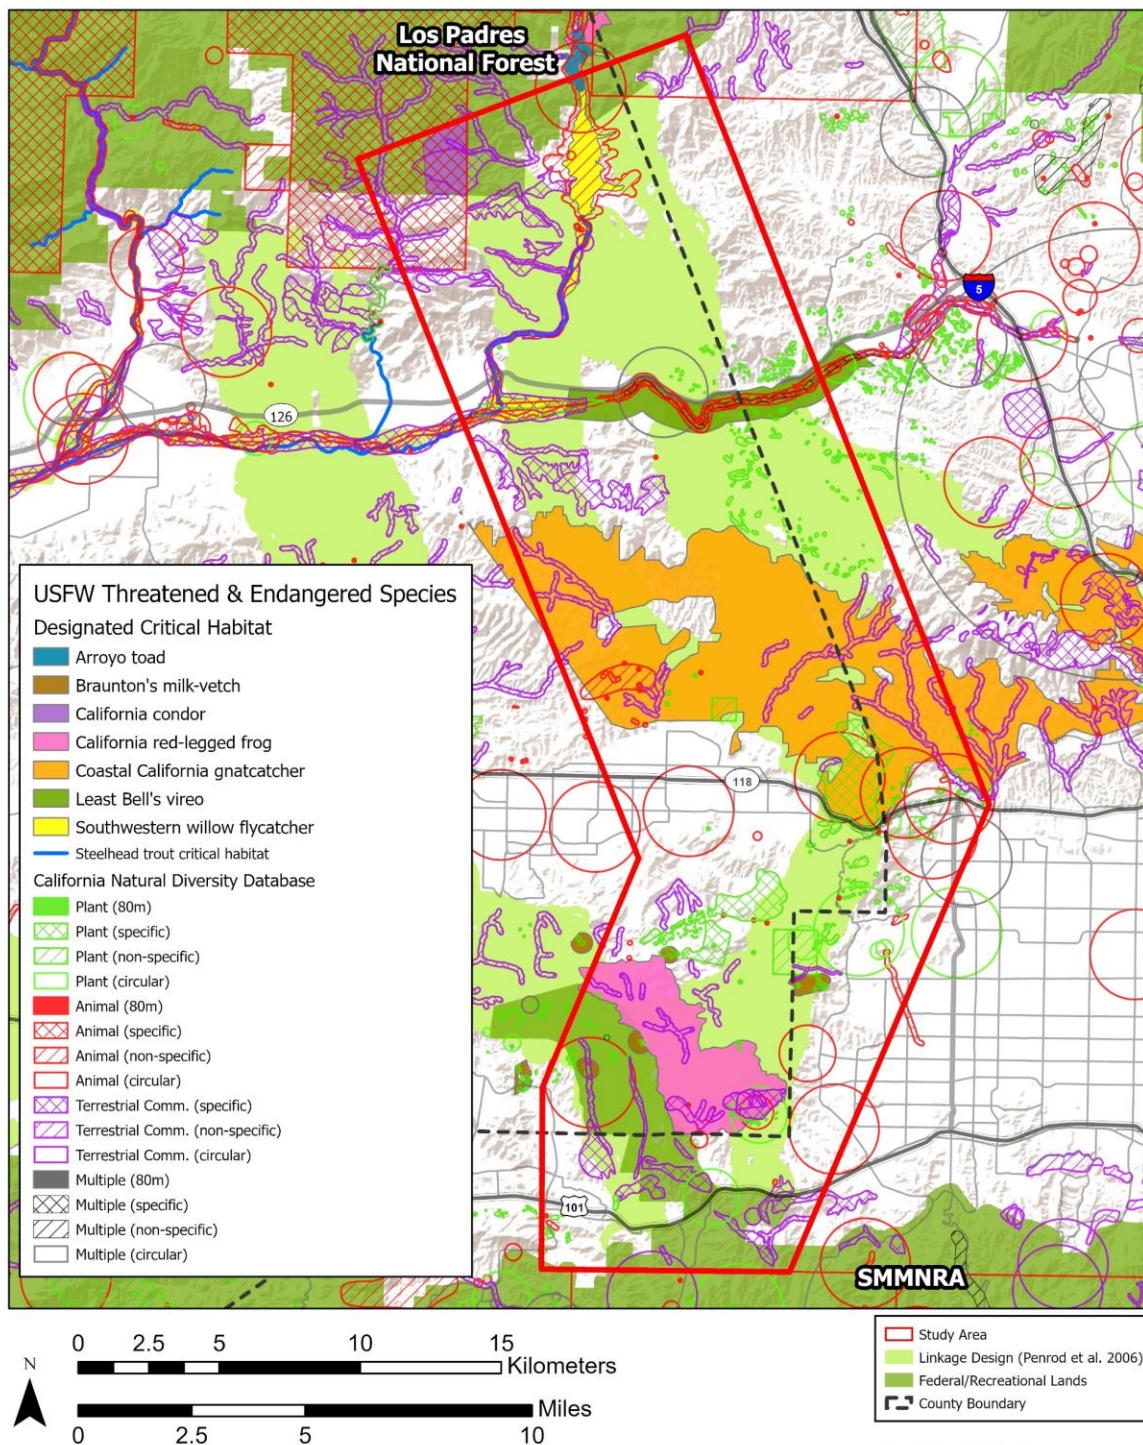 Los Padres
National Forest
5
126
118
101
SMMNRA
USFW Threatened & Endangered Species
Designated Critical Habitat
Arroyo toad
Braunton's milk-vetch
California condor
California red-legged frog
Coastal California gnatcatcher
Least Bell's vireo
Southwestern willow flycatcher
Steelhead trout critical habitat
California Natural Diversity Database
Plant (80m)
Plant (specific)
Plant (non-specific)
Plant (circular)
Animal (80m)
Animal (specific)
Animal (non-specific)
Animal (circular)
Terrestrial Comm. (specific)
Terrestrial Comm. (non-specific)
Terrestrial Comm. (circular)
Multiple (80m)
Multiple (specific)
Multiple (non-specific)
Multiple (circular)
N
0 2.5 5 10 15
Kilometers
Miles
0 2.5 5 10
Study Area
Linkage Design (Penrod et al. 2006)
Federal/Recreational Lands
County Boundary